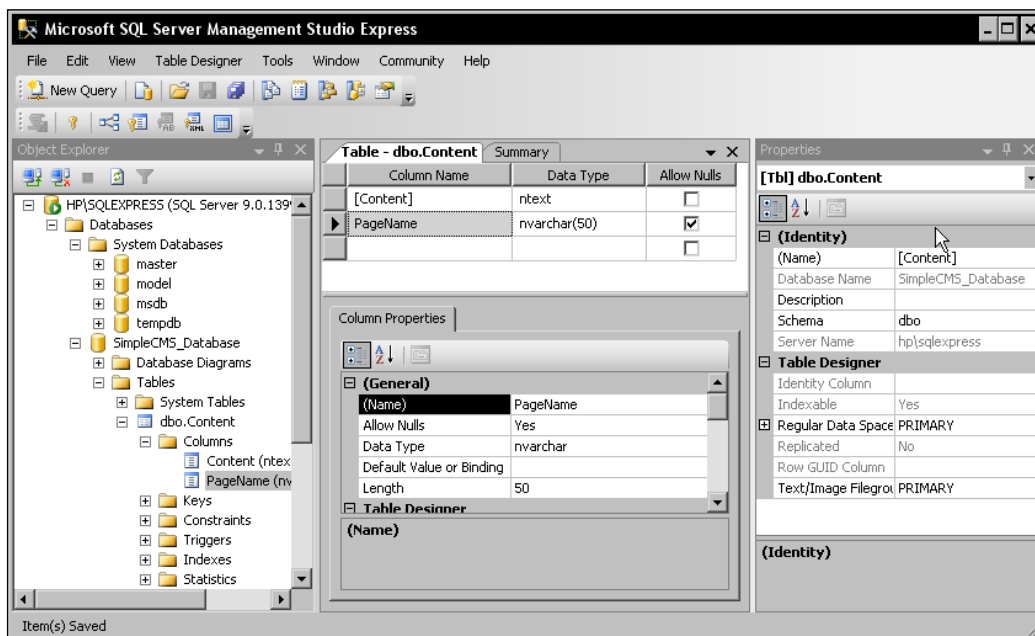 Microsoft SQL Server Management Studio Express
File Edit View Table Designer Tools Window Community Help
New Query
Object Explorer
HP\SQLEXPRESS (SQL Server 9.0.139
Databases
System Databases
master
model
msdb
tempdb
SimpleCMS_Database
Database Diagrams
Tables
System Tables
dbo.Content
Columns
Content (ntex
PageName (nv
Keys
Constraints
Triggers
Indexes
Statistics
Table - dbo.Content Summary
Column Name Data Type Allow Nulls
[Content] ntext
PageName nvarchar(50)
Column Properties
(General)
(Name) PageName
Allow Nulls Yes
Data Type nvarchar
Default Value or Binding
Length 50
Table Designer
(Name)
Properties
[Tbl] dbo.Content
(Identity)
(Name) [Content]
Database Name SimpleCMS_Database
Description
Schema dbo
Server Name hp\sqlexpress
Table Designer
Identity Column
Indexable Yes
Regular Data Space PRIMARY
Replicated No
Row GUID Column
Text/Image Filegrou PRIMARY
(Identity)
Item(s) Saved